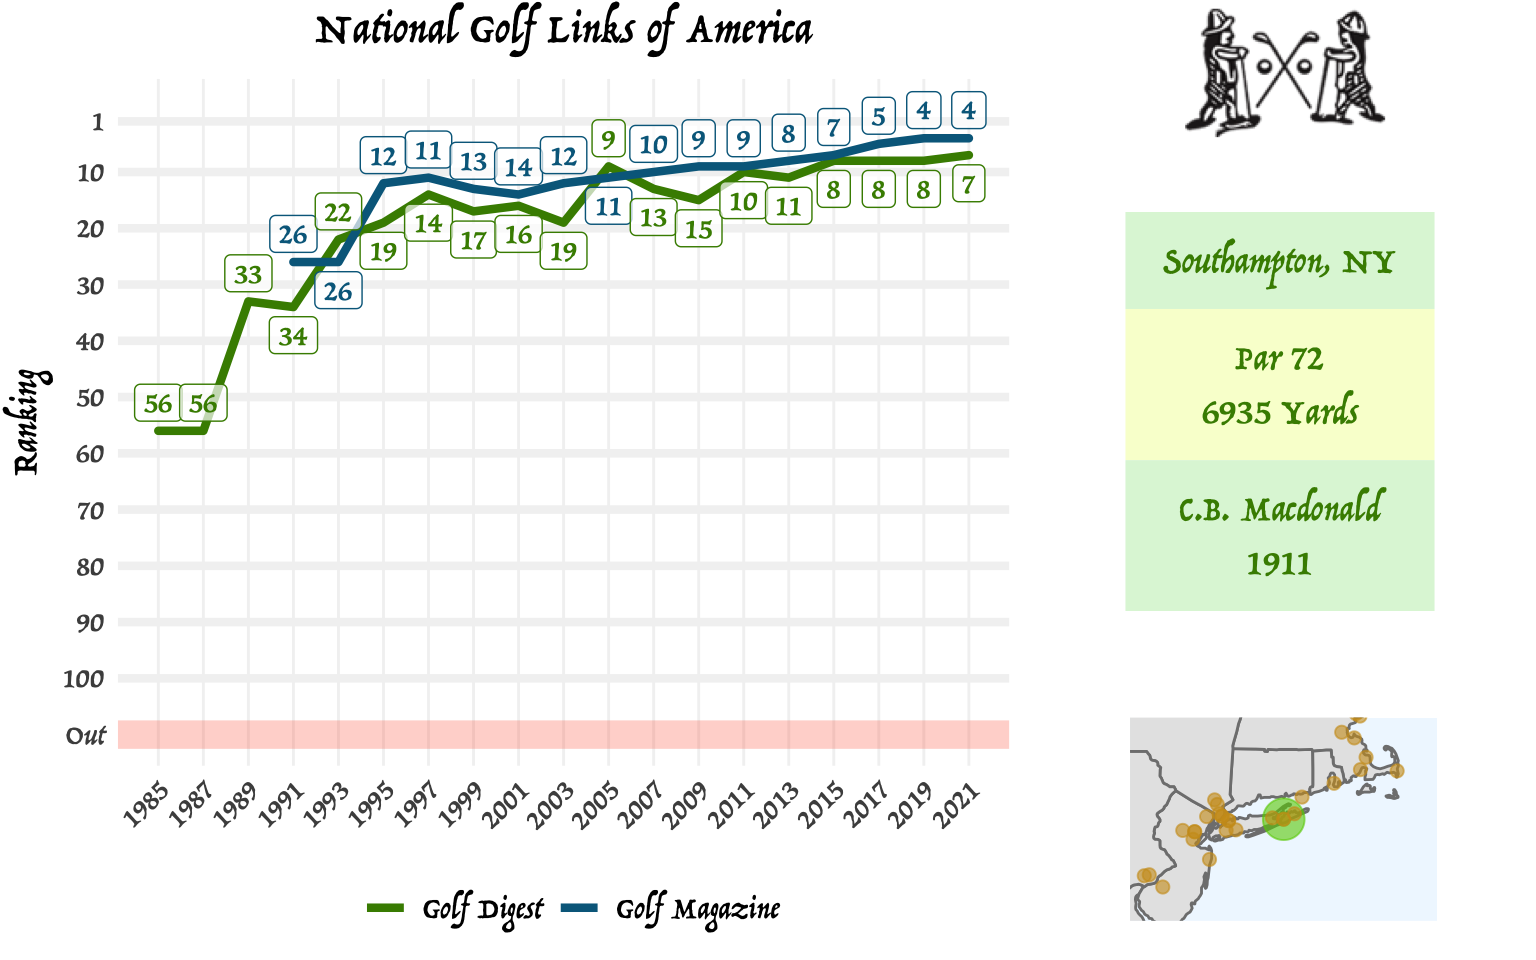 National Golf Links of America
Ranking
1
10
20
30
40
50
60
70
80
90
100
Out
56 56 33 34 22 19 14 17 16 19 9 13 15 10 11 8 8 8 7
26 26 12 11 13 14 12 11 10 9 9 8 7 5 4 4
1985 1987 1989 1991 1993 1995 1997 1999 2001 2003 2005 2007 2009 2011 2013 2015 2017 2019 2021
Golf Digest Golf Magazine
Southampton, NY
Par 72
6935 Yards
C.B. Macdonald
1911